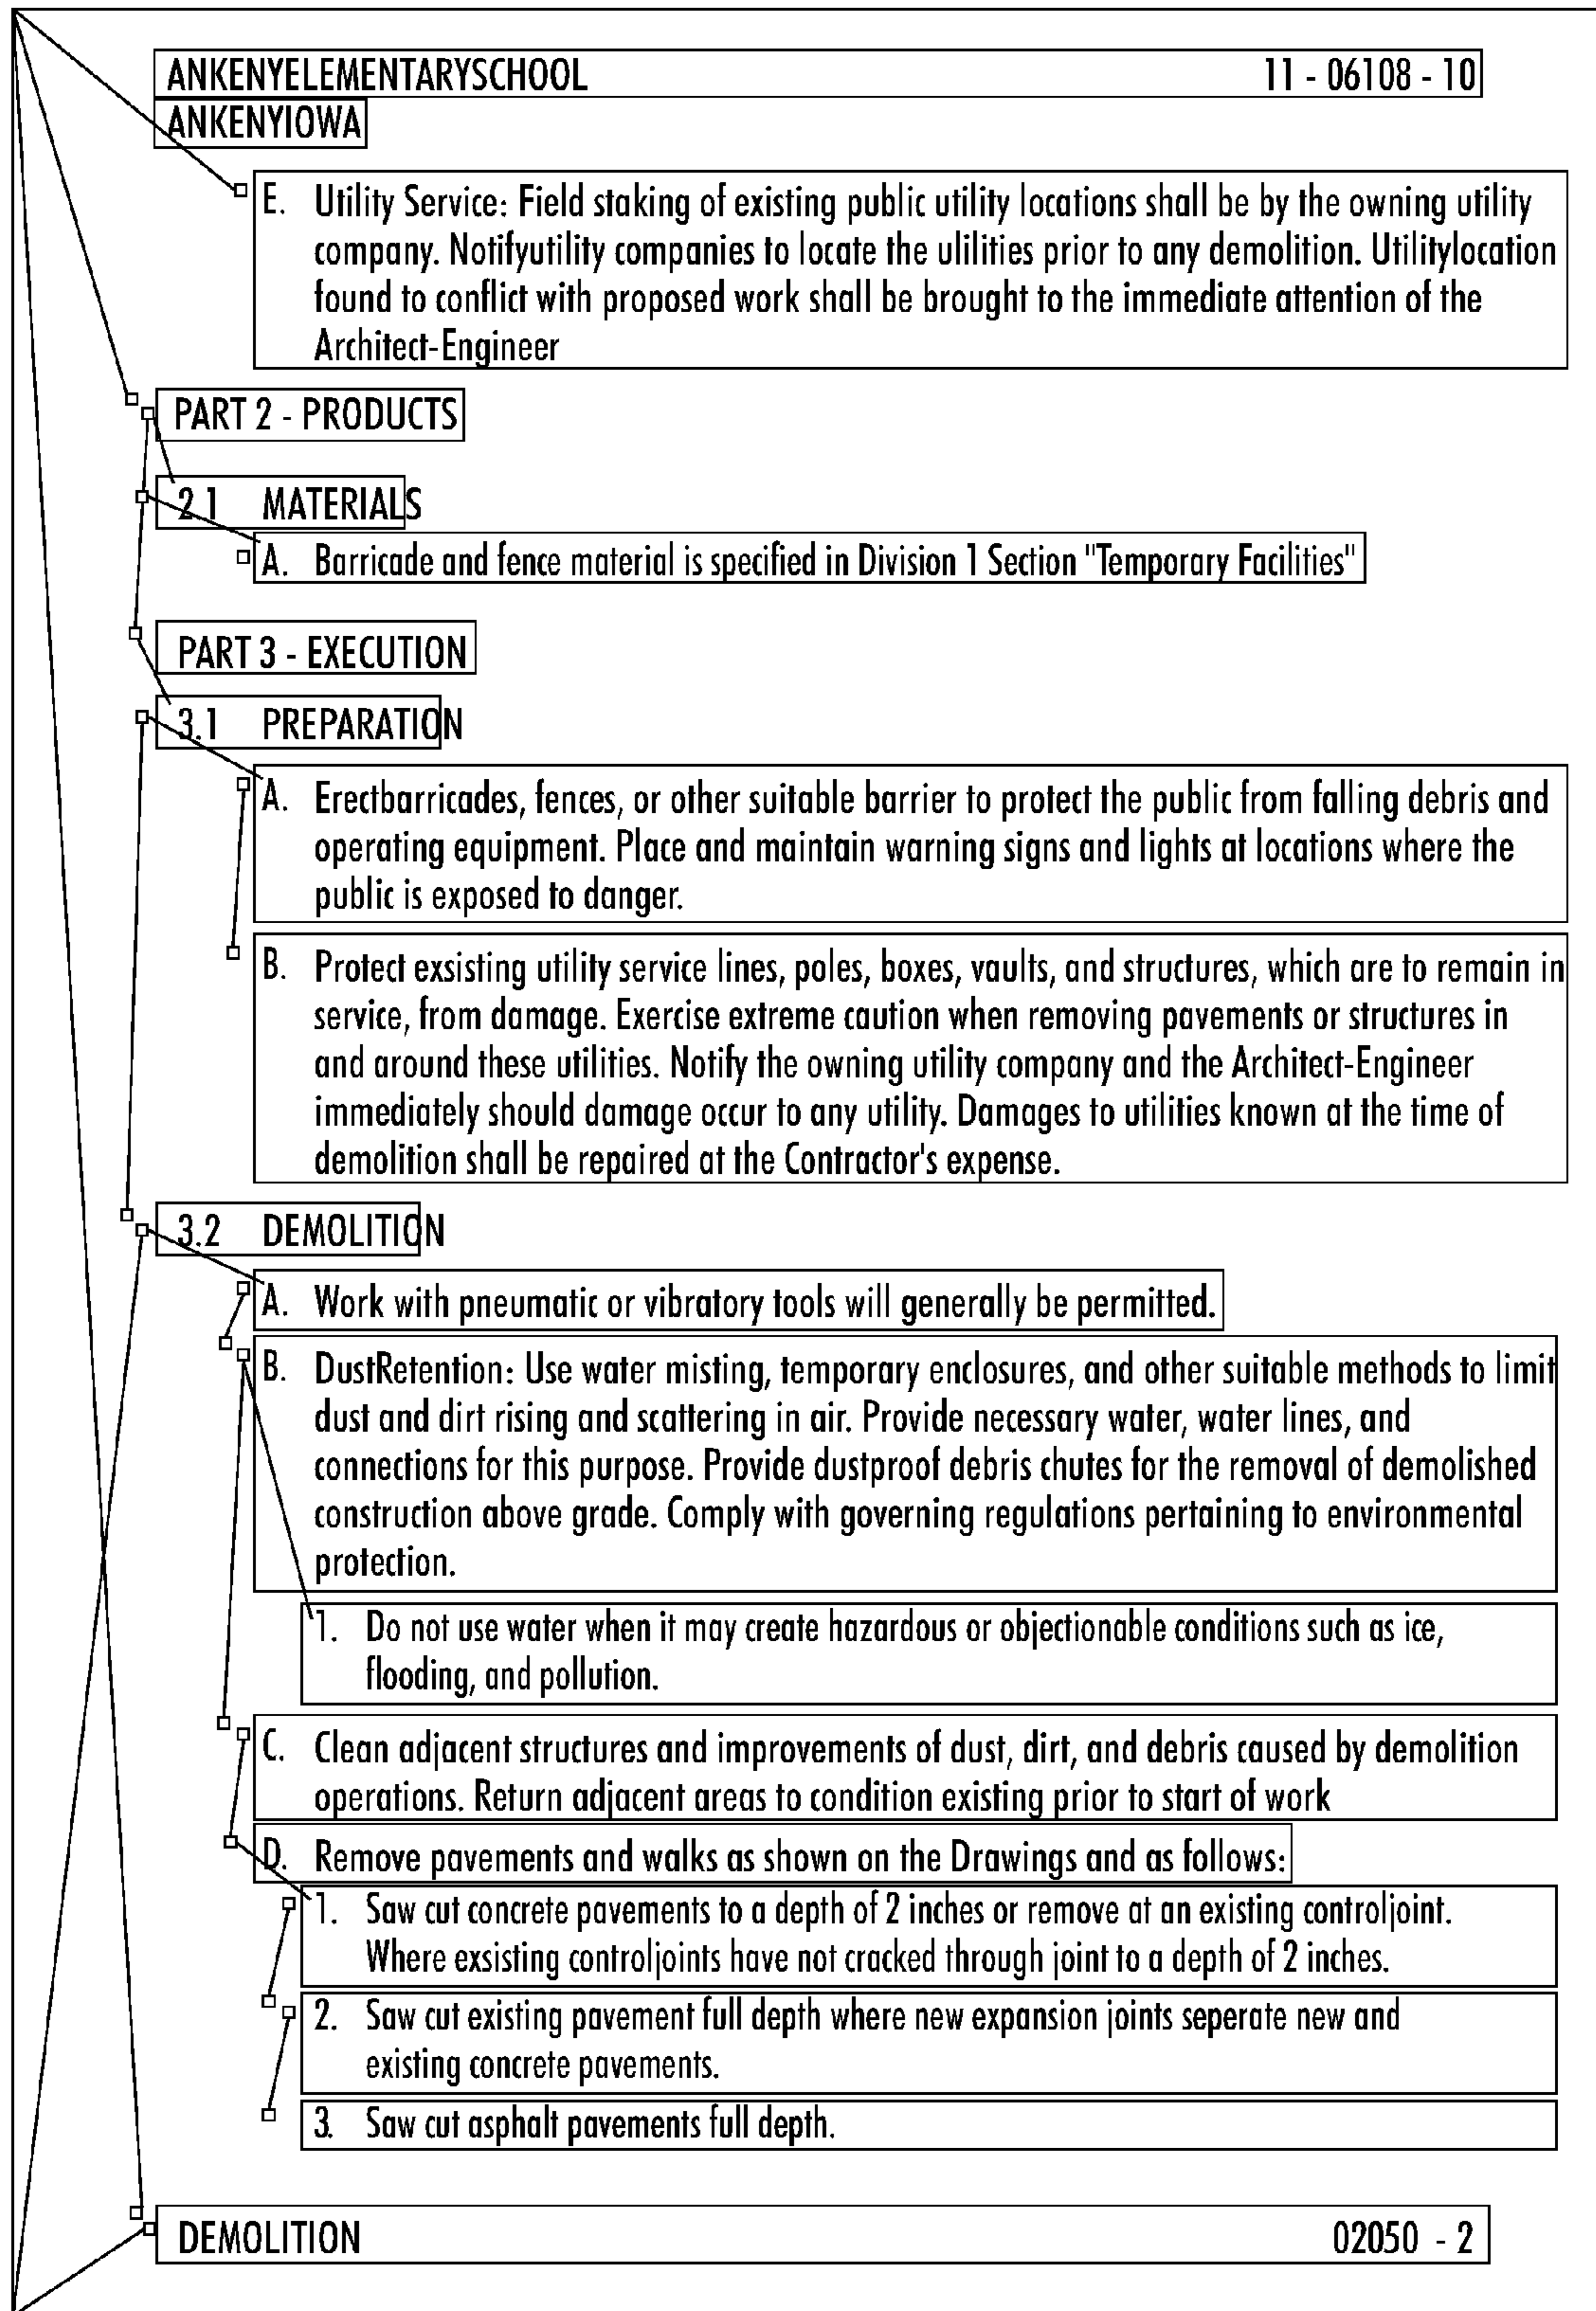 ANKENYELEMENTARYSCHOOL 11 - 06108 - 10
ANKENYIOWA
E. Utility Service: Field staking of existing public utility locations shall be by the owning utility
company. Notifyutility companies to locate the ulilities prior to any demolition. Utilitylocation
found to conflict with proposed work shall be brought to the immediate attention of the
Architect-Engineer
PART 2 - PRODUCTS
2.1 MATERIALS
A. Barricade and fence material is specified in Division 1 Section "Temporary Facilities"
PART 3 - EXECUTION
3.1 PREPARATION
A. Erectbarricades, fences, or other suitable barrier to protect the public from falling debris and
operating equipment. Place and maintain warning signs and lights at locations where the
public is exposed to danger.
B. Protect exsisting utility service lines, poles, boxes, vaults, and structures, which are to remain in
service, from damage. Exercise extreme caution when removing pavements or structures in
and around these utilities. Notify the owning utility company and the Architect-Engineer
immediately should damage occur to any utility. Damages to utilities known at the time of
demolition shall be repaired at the Contractor's expense.
3.2 DEMOLITION
A. Work with pneumatic or vibratory tools will generally be permitted.
B. DustRetention: Use water misting, temporary enclosures, and other suitable methods to limit
dust and dirt rising and scattering in air. Provide necessary water, water lines, and
connections for this purpose. Provide dustproof debris chutes for the removal of demolished
construction above grade. Comply with governing regulations pertaining to environmental
protection.
1. Do not use water when it may create hazardous or objectionable conditions such as ice,
flooding, and pollution.
C. Clean adjacent structures and improvements of dust, dirt, and debris caused by demolition
operations. Return adjacent areas to condition existing prior to start of work
D. Remove pavements and walks as shown on the Drawings and as follows:
1. Saw cut concrete pavements to a depth of 2 inches or remove at an existing controljoint.
Where exsisting controljoints have not cracked through joint to a depth of 2 inches.
2. Saw cut existing pavement full depth where new expansion joints seperate new and
existing concrete pavements.
3. Saw cut asphalt pavements full depth.
DEMOLITION 02050 - 2